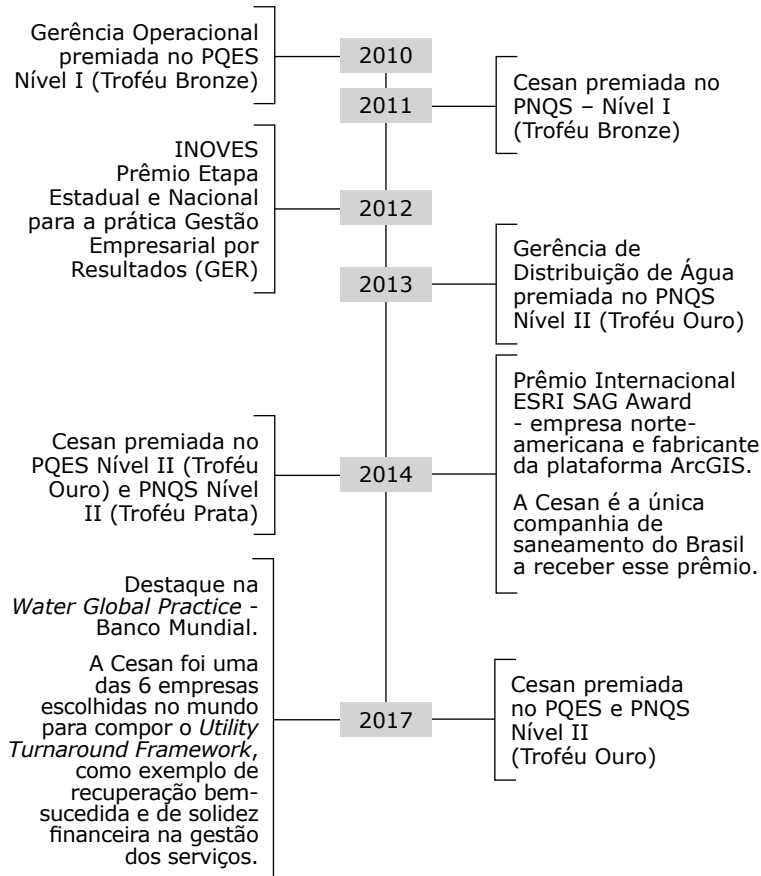 Gerência Operacional
premiada no PQES
Nível I (Troféu Bronze)
2010
2011
Cesan premiada no
PNQS – Nível I
(Troféu Bronze)
INOVES
Prêmio Etapa
Estadual e Nacional
para a prática Gestão
Empresarial por
Resultados (GER)
2012
2013
Gerência de
Distribuição de Água
premiada no PNQS
Nível II (Troféu Ouro)
Cesan premiada no
PQES Nível II (Troféu
Ouro) e PNQS Nível
II (Troféu Prata)
2014
Prêmio Internacional
ESRI SAG Award
- empresa norte-
americana e fabricante
da plataforma ArcGIS.
A Cesan é a única
companhia de
saneamento do Brasil
a receber esse prêmio.
Destaque na
Water Global Practice -
Banco Mundial.
A Cesan foi uma
das 6 empresas
escolhidas no mundo
para compor o Utility
Turnaround Framework,
como exemplo de
recuperação bem-
sucedida e de solidez
financeira na gestão
dos serviços.
2017
Cesan premiada
no PQES e PNQS
Nível II
(Troféu Ouro)